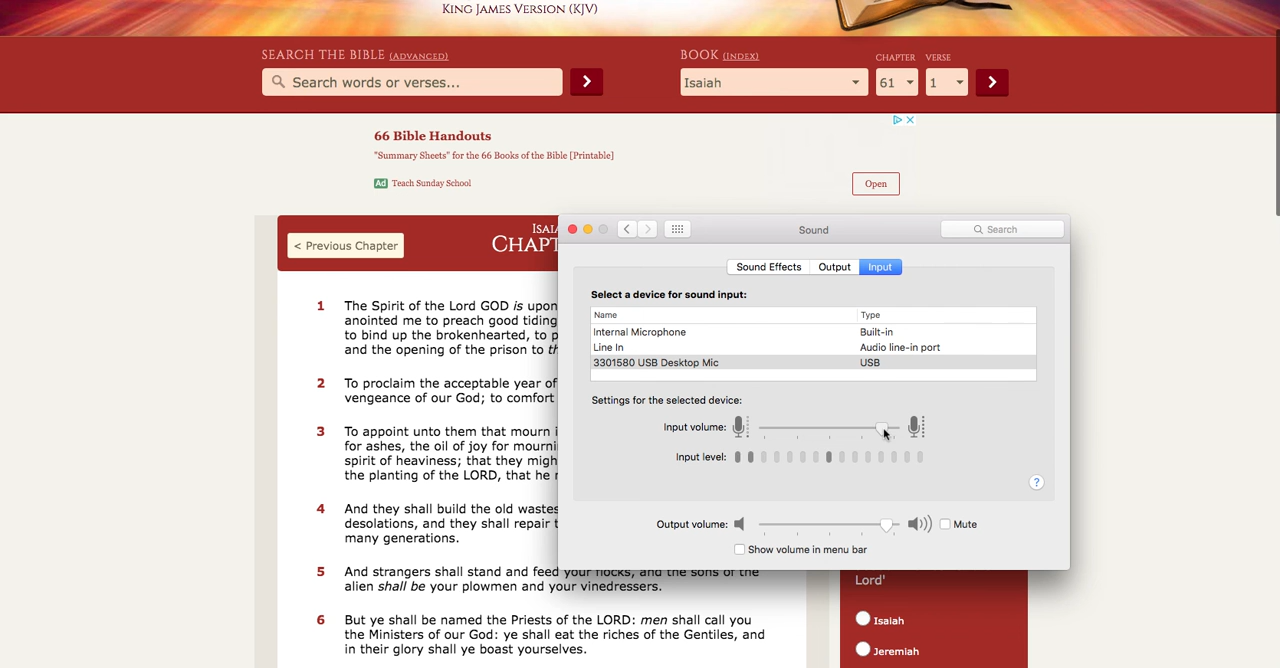 KING JAMES VERSION (KJV)
SEARCH THE BIBLE (ADVANCED)
BOOK (INDEX)
CHAPTER
VERSE
Search words or verses...
Isaiah
61
1
66 Bible Handouts
"Summary Sheets" for the 66 Books of the Bible [Printable]
Ad Teach Sunday School
Open
< Previous Chapter
ISAIA
CHAPT
1 The Spirit of the Lord GOD is upon
anointed me to preach good tiding
to bind up the brokenhearted, to p
and the opening of the prison to th
2 To proclaim the acceptable year of
vengeance of our God; to comfort
3 To appoint unto them that mourn i
for ashes, the oil of joy for mourni
spirit of heaviness; that they migh
the planting of the LORD, that he
4 And they shall build the old wastes
desolations, and they shall repair t
many generations.
5 And strangers shall stand and feed your flocks, and the sons of the
alien shall be your plowmen and your vinedressers.
6 But ye shall be named the Priests of the LORD: men shall call you
the Ministers of our God: ye shall eat the riches of the Gentiles, and
in their glory shall ye boast yourselves.
Sound
Search
Sound Effects
Output
Input
Select a device for sound input:
Name Type
Internal Microphone Built-in
Line In Audio line-in port
3301580 USB Desktop Mic USB
Settings for the selected device:
Input volume:
Input level:
?
Output volume:
Mute
Show volume in menu bar
Lord'
Isaiah
Jeremiah